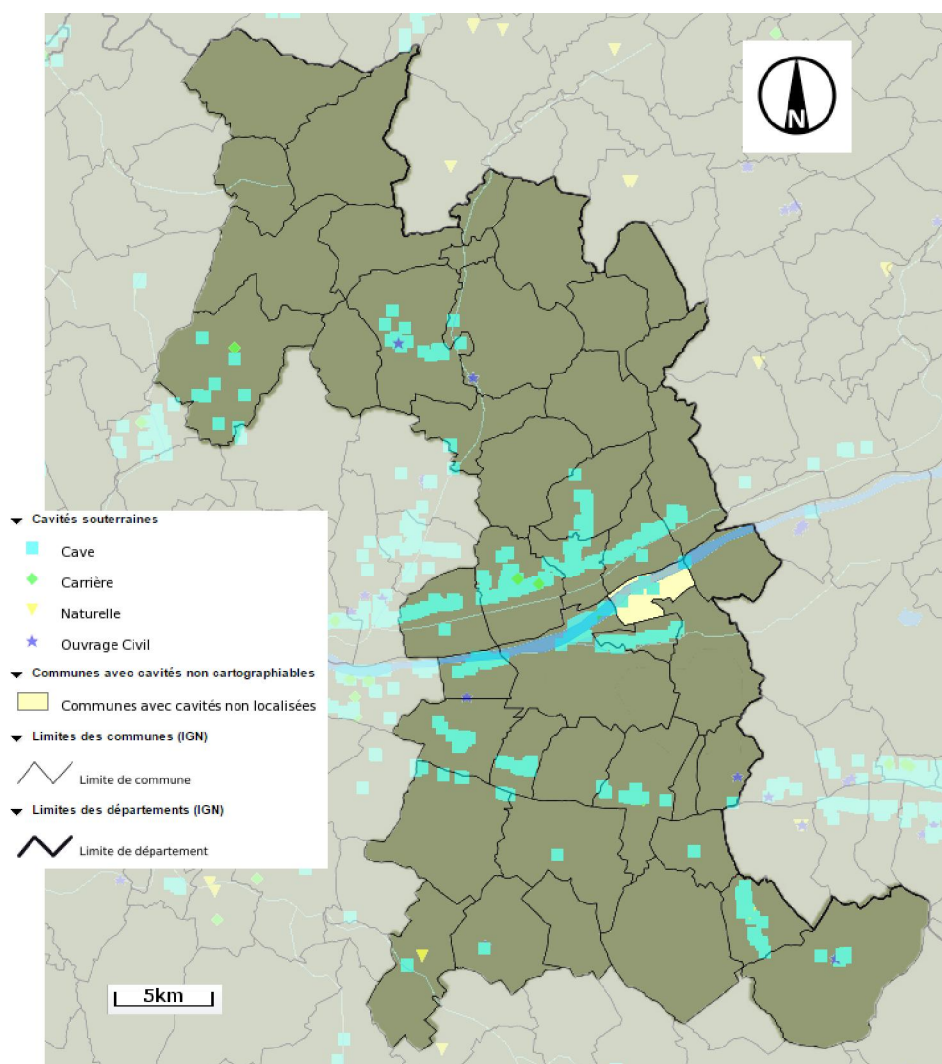 N
Cavités souterraines
Cave
Carrière
Naturelle
Ouvrage Civil
Communes avec cavités non cartographiables
Communes avec cavités non localisées
Limites des communes (IGN)
Limite de commune
Limites des départements (IGN)
Limite de département
5km